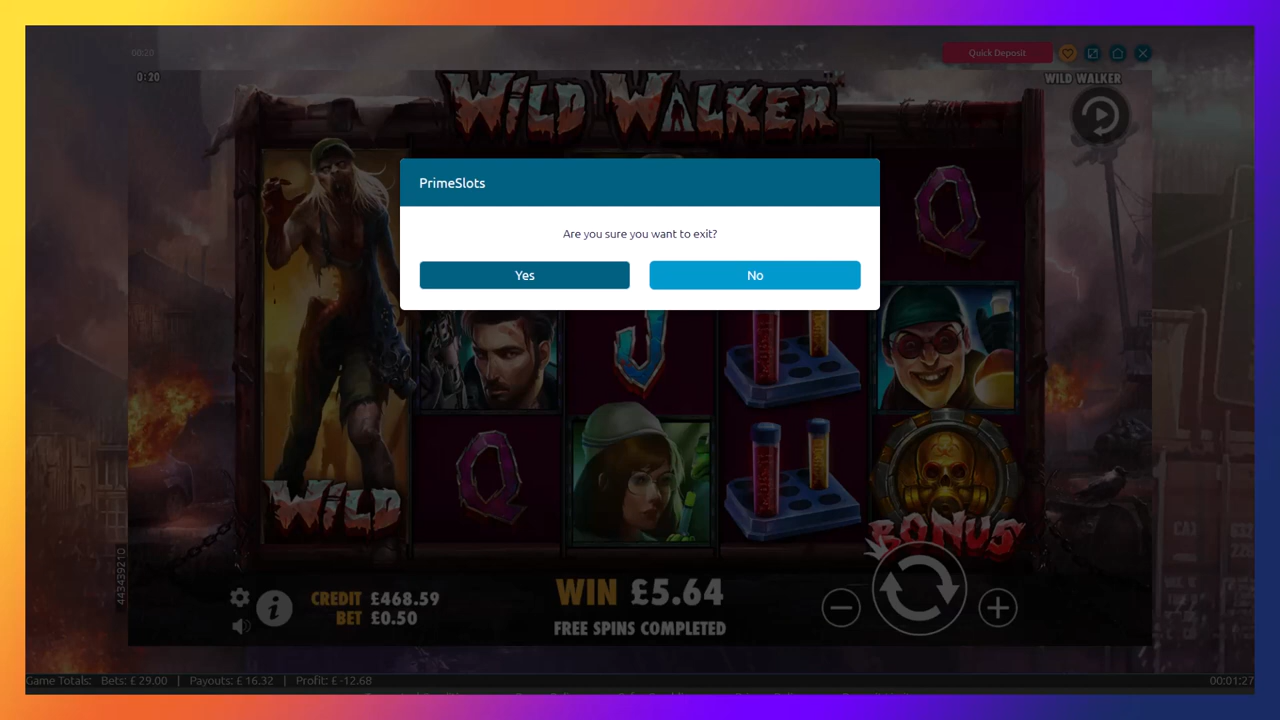 00:20
Quick Deposit
0:20
WILD WALKER
WILD WALKER
PrimeSlots
Are you sure you want to exit?
Yes
No
Q
J
Q
WILD
BONUS
443439210
CREDIT £468.59
BET £0.50
WIN £5.64
FREE SPINS COMPLETED
Game Totals: Bets: £ 29.00 | Payouts: £ 16.32 | Profit: £ -12.68
00:01:27